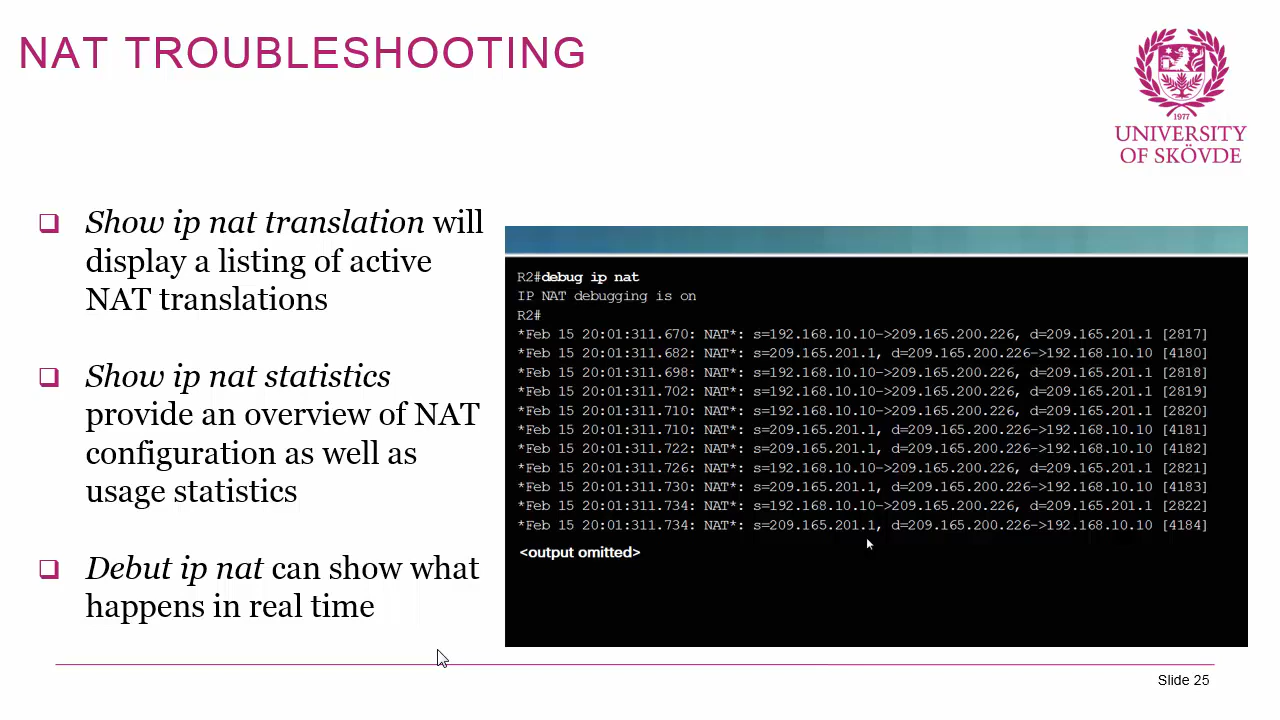 NAT TROUBLESHOOTING
1977
UNIVERSITY
OF SKÖVDE
Show ip nat translation will
display a listing of active
NAT translations
Show ip nat statistics
provide an overview of NAT
configuration as well as
usage statistics
Debut ip nat can show what
happens in real time
R2#debug ip nat
IP NAT debugging is on
R2#
*Feb 15 20:01:311.670: NAT*: s=192.168.10.10->209.165.200.226, d=209.165.201.1 [2817]
*Feb 15 20:01:311.682: NAT*: s=209.165.201.1, d=209.165.200.226->192.168.10.10 [4180]
*Feb 15 20:01:311.698: NAT*: s=192.168.10.10->209.165.200.226, d=209.165.201.1 [2818]
*Feb 15 20:01:311.702: NAT*: s=192.168.10.10->209.165.200.226, d=209.165.201.1 [2819]
*Feb 15 20:01:311.710: NAT*: s=192.168.10.10->209.165.200.226, d=209.165.201.1 [2820]
*Feb 15 20:01:311.710: NAT*: s=209.165.201.1, d=209.165.200.226->192.168.10.10 [4181]
*Feb 15 20:01:311.722: NAT*: s=209.165.201.1, d=209.165.200.226->192.168.10.10 [4182]
*Feb 15 20:01:311.726: NAT*: s=192.168.10.10->209.165.200.226, d=209.165.201.1 [2821]
*Feb 15 20:01:311.730: NAT*: s=209.165.201.1, d=209.165.200.226->192.168.10.10 [4183]
*Feb 15 20:01:311.734: NAT*: s=192.168.10.10->209.165.200.226, d=209.165.201.1 [2822]
*Feb 15 20:01:311.734: NAT*: s=209.165.201.1, d=209.165.200.226->192.168.10.10 [4184]
<output omitted>
Slide 25